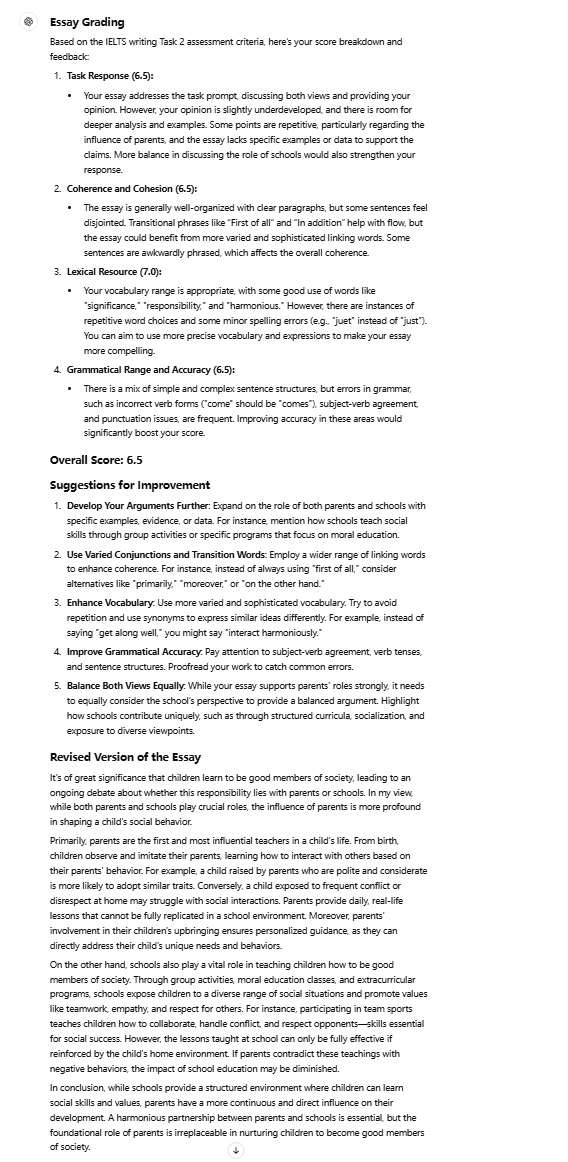 Essay Grading
Based on the IELTS writing Task 2 assessment criteria, here's your score breakdown and
feedback:
1. Task Response (6.5):
• Your essay addresses the task prompt, discussing both views and providing your
opinion. However, your opinion is slightly underdeveloped, and there is room for
deeper analysis and examples. Some points are repetitive, particularly regarding the
influence of parents, and the essay lacks specific examples or data to support the
claims. More balance in discussing the role of schools would also strengthen your
response.
2. Coherence and Cohesion (6.5):
• The essay is generally well-organized with clear paragraphs, but some sentences feel
disjointed. Transitional phrases like "First of all" and "In addition" help with flow, but
the essay could benefit from more varied and sophisticated linking words. Some
sentences are awkwardly phrased, which affects the overall coherence.
3. Lexical Resource (7.0):
• Your vocabulary range is appropriate, with some good use of words like
"significance," "responsibility," and "harmonious." However, there are instances of
repetitive word choices and some minor spelling errors (e.g., "juet" instead of "just").
You can aim to use more precise vocabulary and expressions to make your essay
more compelling.
4. Grammatical Range and Accuracy (6.5):
• There is a mix of simple and complex sentence structures, but errors in grammar,
such as incorrect verb forms ("come" should be "comes"), subject-verb agreement,
and punctuation issues, are frequent. Improving accuracy in these areas would
significantly boost your score.
Overall Score: 6.5
Suggestions for Improvement
1. Develop Your Arguments Further: Expand on the role of both parents and schools with
specific examples, evidence, or data. For instance, mention how schools teach social
skills through group activities or specific programs that focus on moral education.
2. Use Varied Conjunctions and Transition Words: Employ a wider range of linking words
to enhance coherence. For instance, instead of always using "first of all," consider
alternatives like "primarily," "moreover," or "on the other hand."
3. Enhance Vocabulary: Use more varied and sophisticated vocabulary. Try to avoid
repetition and use synonyms to express similar ideas differently. For example, instead of
saying "get along well," you might say "interact harmoniously."
4. Improve Grammatical Accuracy: Pay attention to subject-verb agreement, verb tenses,
and sentence structures. Proofread your work to catch common errors.
5. Balance Both Views Equally: While your essay supports parents' roles strongly, it needs
to equally consider the school's perspective to provide a balanced argument. Highlight
how schools contribute uniquely, such as through structured curricula, socialization, and
exposure to diverse viewpoints.
Revised Version of the Essay
It's of great significance that children learn to be good members of society, leading to an
ongoing debate about whether this responsibility lies with parents or schools. In my view,
while both parents and schools play crucial roles, the influence of parents is more profound
in shaping a child's social behavior.
Primarily, parents are the first and most influential teachers in a child's life. From birth,
children observe and imitate their parents, learning how to interact with others based on
their parents' behavior. For example, a child raised by parents who are polite and considerate
is more likely to adopt similar traits. Conversely, a child exposed to frequent conflict or
disrespect at home may struggle with social interactions. Parents provide daily, real-life
lessons that cannot be fully replicated in a school environment. Moreover, parents'
involvement in their children's upbringing ensures personalized guidance, as they can
directly address their child's unique needs and behaviors.
On the other hand, schools also play a vital role in teaching children how to be good
members of society. Through group activities, moral education classes, and extracurricular
programs, schools expose children to a diverse range of social situations and promote values
like teamwork, empathy, and respect for others. For instance, participating in team sports
teaches children how to collaborate, handle conflict, and respect opponents—skills essential
for social success. However, the lessons taught at school can only be fully effective if
reinforced by the child's home environment. If parents contradict these teachings with
negative behaviors, the impact of school education may be diminished.
In conclusion, while schools provide a structured environment where children can learn
social skills and values, parents have a more continuous and direct influence on their
development. A harmonious partnership between parents and schools is essential, but the
foundational role of parents is irreplaceable in nurturing children to become good members
of society.